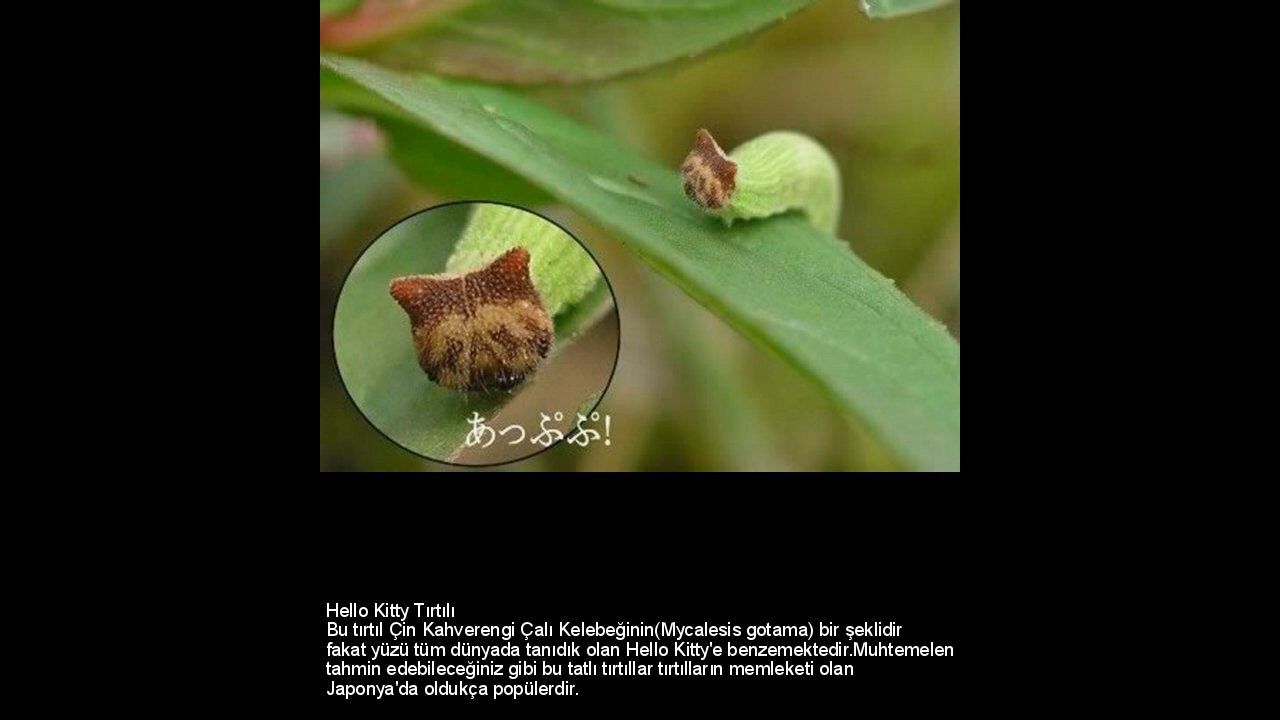 あっぷぷ!
Hello Kitty Tırtılı
Bu tırtıl Çin Kahverengi Çalı Kelebeğinin(Mycalesis gotama) bir şeklidir
fakat yüzü tüm dünyada tanıdık olan Hello Kitty'e benzemektedir.Muhtemelen
tahmin edebileceğiniz gibi bu tatlı tırtıllar tırtılların memleketi olan
Japonya'da oldukça popülerdir.